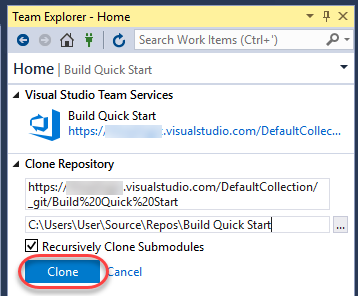 Team Explorer - Home
Search Work Items (Ctrl+')
Home | Build Quick Start
Visual Studio Team Services
Build Quick Start
https:// .visualstudio.com/DefaultCollec...
Clone Repository
https:// .visualstudio.com/DefaultCollection/
_git/Build%20Quick%20Start
C:\Users\User\Source\Repos\Build Quick Start
...
Recursively Clone Submodules
Clone Cancel